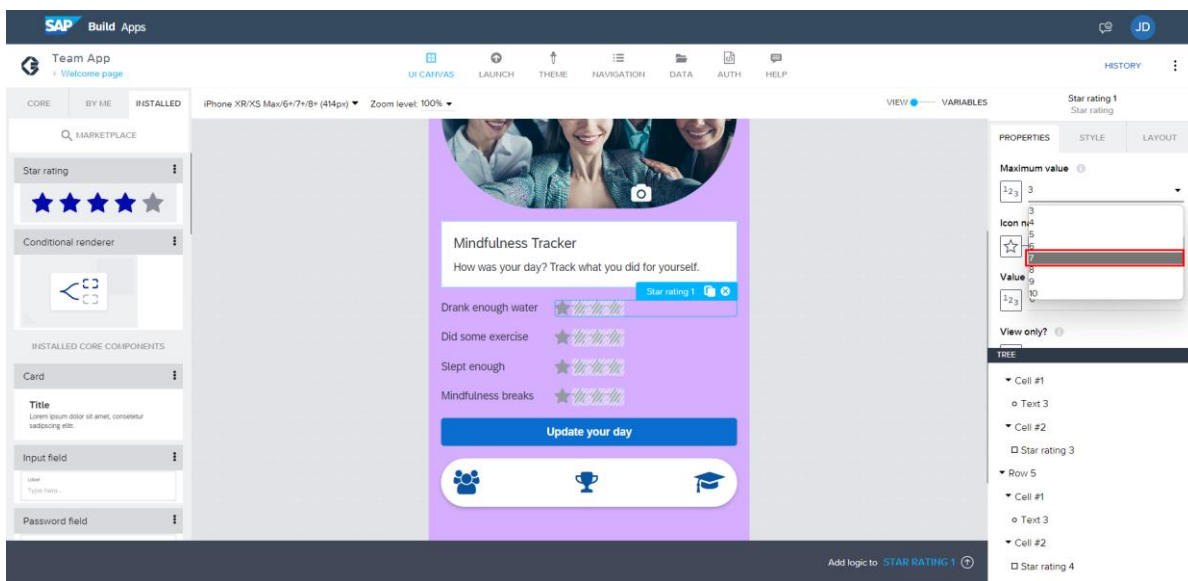 SAP Build Apps
JD
Team App
Welcome page
UI CANVAS LAUNCH THEME NAVIGATION DATA AUTH HELP
HISTORY
CORE BY ME INSTALLED
iPhone XR/XS Max/6+/7+/8+ (414px) Zoom level: 100%
VIEW VARIABLES
Star rating 1
Star rating
MARKETPLACE
PROPERTIES STYLE LAYOUT
Star rating
Maximum value
123 3
3
4
5
6
7
8
9
10
Icon
Value
123
View only?
Conditional renderer
Mindfulness Tracker
How was your day? Track what you did for yourself.
Star rating 1
Drank enough water
Did some exercise
Slept enough
Mindfulness breaks
Update your day
INSTALLED CORE COMPONENTS
Card
Title
Lorem ipsum dolor sit amet, consetetur
sadipscing elitr.
Input field
Label
Type here...
Password field
TREE
Cell #1
Text 3
Cell #2
Star rating 3
Row 5
Cell #1
Text 3
Cell #2
Star rating 4
Add logic to STAR RATING 1